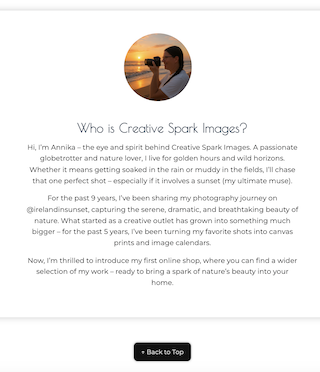 Who is Creative Spark Images?
Hi, I'm Annika – the eye and spirit behind Creative Spark Images. A passionate
globetrotter and nature lover, I live for golden hours and wild horizons.
Whether it means getting soaked in the rain or muddy in the fields, I'll chase
that one perfect shot – especially if it involves a sunset (my ultimate muse).
For the past 9 years, I've been sharing my photography journey on
@irelandinsunset, capturing the serene, dramatic, and breathtaking beauty of
nature. What started as a creative outlet has grown into something much
bigger – for the past 5 years, I've been turning my favorite shots into canvas
prints and image calendars.
Now, I'm thrilled to introduce my first online shop, where you can find a wider
selection of my work – ready to bring a spark of nature's beauty into your
home.
↑ Back to Top